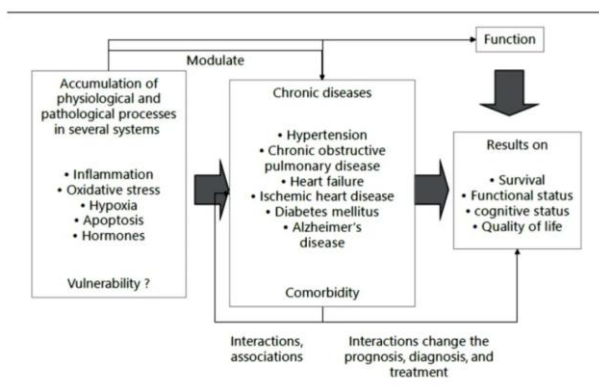 Function
Modulate
Accumulation of
physiological and
pathological processes
in several systems
• Inflammation
• Oxidative stress
• Hypoxia
• Apoptosis
• Hormones
Vulnerability ?
Chronic diseases
• Hypertension
• Chronic obstructive
pulmonary disease
• Heart failure
• Ischemic heart disease
• Diabetes mellitus
• Alzheimer's
disease
Comorbidity
Results on
• Survival
• Functional status
• cognitive status
• Quality of life
Interactions,
associations
Interactions change the
prognosis, diagnosis, and
treatment